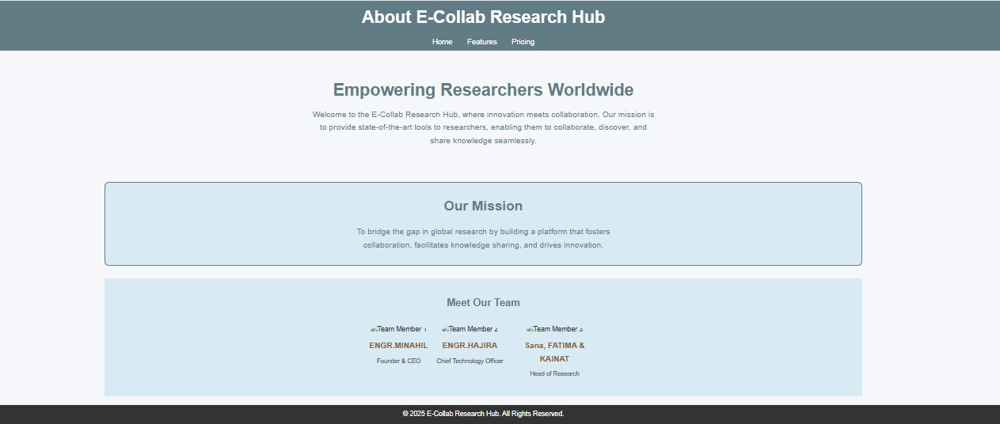 About E-Collab Research Hub
Home Features Pricing
Empowering Researchers Worldwide
Welcome to the E-Collab Research Hub, where innovation meets collaboration. Our mission is
to provide state-of-the-art tools to researchers, enabling them to collaborate, discover, and
share knowledge seamlessly.
Our Mission
To bridge the gap in global research by building a platform that fosters
collaboration, facilitates knowledge sharing, and drives innovation.
Meet Our Team
Team Member 1 Team Member 2 Team Member 3
ENGR.MINAHIL ENGR.HAJIRA Sana, FATIMA &
KAINAT
Founder & CEO Chief Technology Officer
Head of Research
© 2025 E-Collab Research Hub. All Rights Reserved.